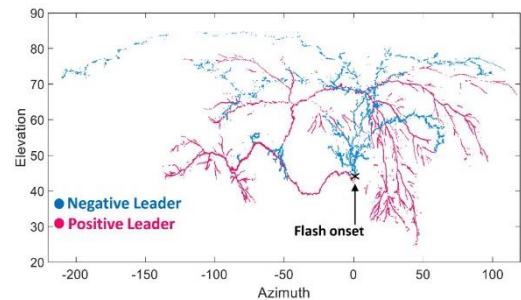 90
80
70
60
50
40
30
20
Elevation
Negative Leader
Positive Leader
Flash onset
-200 -150 -100 -50 0 50 100
Azimuth